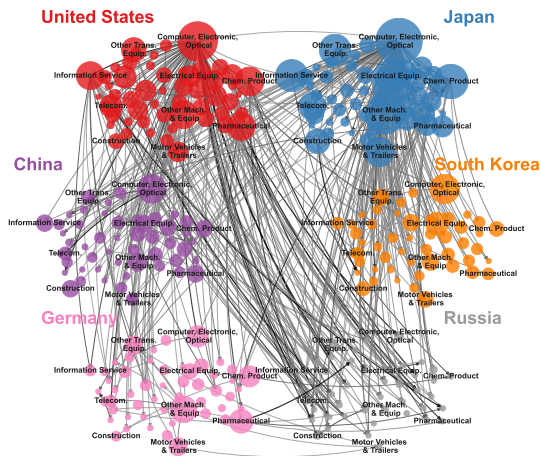 United States
Japan
Computer, Electronic,
Optical
Other Trans.
Equip.
Information Service
Electrical Equip.
Chem. Product
Telecom.
Other Mach.
& Equip
Pharmaceutical
Construction
Motor Vehicles
& Trailers
Computer, Electronic,
Optical
Other Trans.
Equip.
Information Service
Electrical Equip.
Chem. Product
Telecom.
Other Mach.
& Equip
Pharmaceutical
Construction
Motor Vehicles
& Trailers
China
South Korea
Computer, Electronic,
Optical
Other Trans.
Equip.
Information Service
Electrical Equip.
Chem. Product
Telecom.
Other Mach.
& Equip
Pharmaceutical
Construction
Motor Vehicles
& Trailers
Computer, Electronic,
Optical
Other Trans.
Equip.
Information Service
Electrical Equip.
Chem. Product
Telecom.
Other Mach.
& Equip
Pharmaceutical
Construction
Motor Vehicles
& Trailers
Germany
Russia
Computer, Electronic,
Optical
Other Trans.
Equip.
Information Service
Electrical Equip.
Chem. Product
Telecom.
Other Mach.
& Equip
Pharmaceutical
Construction
Motor Vehicles
& Trailers
Computer, Electronic,
Optical
Other Trans.
Equip.
Information Service
Electrical Equip.
Chem. Product
Telecom.
Other Mach.
& Equip
Pharmaceutical
Construction
Motor Vehicles
& Trailers